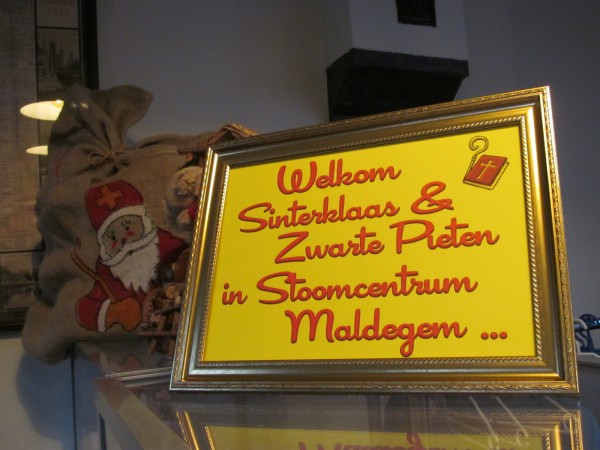 Welkom
Sinterklaas &
Zwarte Pieten
in Stoomcentrum
Maldegem ...